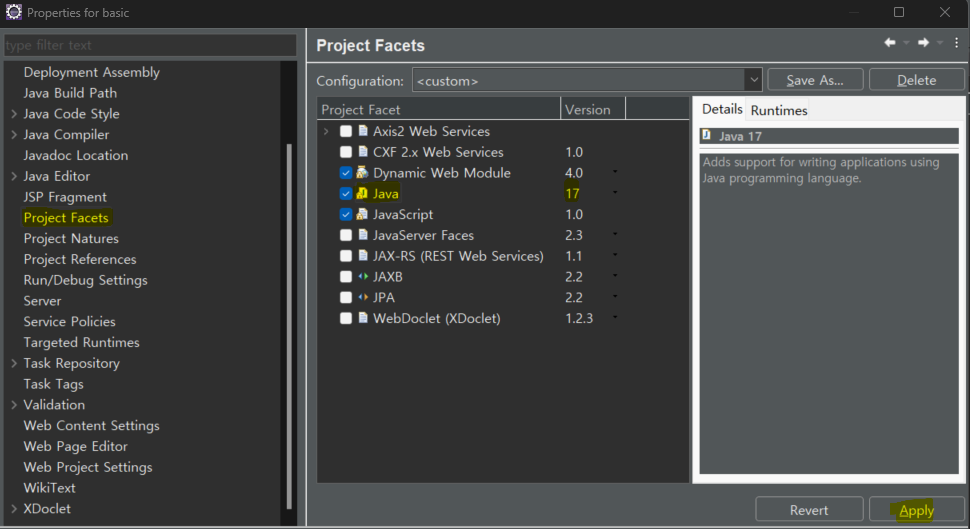 Properties for basic
type filter text
Deployment Assembly
Java Build Path
Java Code Style
Java Compiler
Javadoc Location
Java Editor
JSP Fragment
Project Facets
Project Natures
Project References
Run/Debug Settings
Server
Service Policies
Targeted Runtimes
Task Repository
Task Tags
Validation
Web Content Settings
Web Page Editor
Web Project Settings
WikiText
XDoclet
Project Facets
Configuration: <custom> Save As... Delete
Project Facet Version
Axis2 Web Services
CXF 2.x Web Services 1.0
Dynamic Web Module 4.0
Java 17
JavaScript 1.0
JavaServer Faces 2.3
JAX-RS (REST Web Services) 1.1
JAXB 2.2
JPA 2.2
WebDoclet (XDoclet) 1.2.3
Details Runtimes
Java 17
Adds support for writing applications using
Java programming language.
Revert Apply